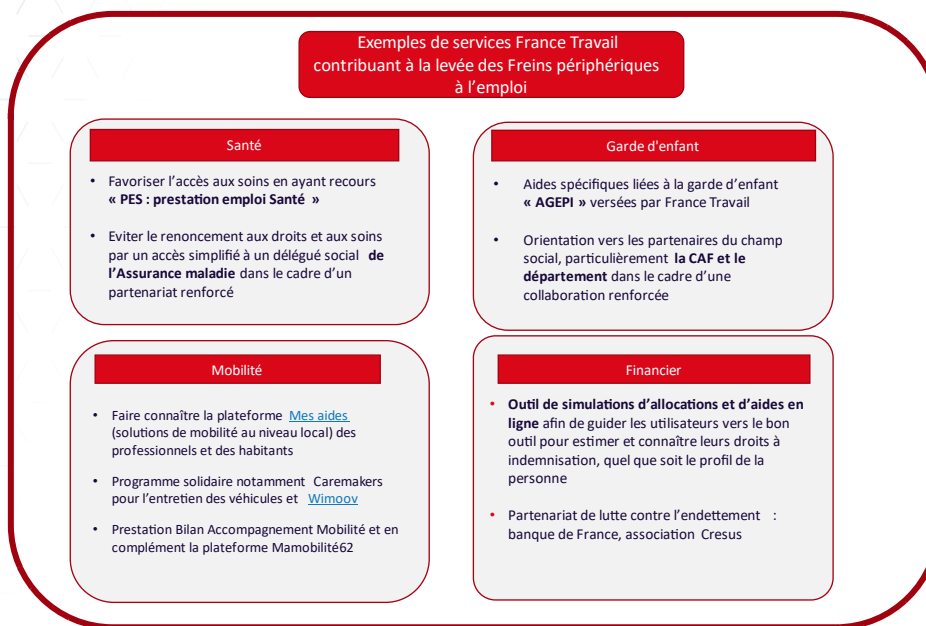 Exemples de services France Travail
contribuant à la levée des Freins périphériques
à l'emploi
Santé
• Favoriser l'accès aux soins en ayant recours
« PES : prestation emploi Santé »
• Eviter le renoncement aux droits et aux soins
par un accès simplifié à un délégué social de
l'Assurance maladie dans le cadre d'un
partenariat renforcé
Garde d'enfant
• Aides spécifiques liées à la garde d'enfant
« AGEPI » versées par France Travail
• Orientation vers les partenaires du champ
social, particulièrement la CAF et le
département dans le cadre d'une
collaboration renforcée
Mobilité
• Faire connaître la plateforme Mes aides
(solutions de mobilité au niveau local) des
professionnels et des habitants
• Programme solidaire notamment Caremakers
pour l'entretien des véhicules et Wimoov
• Prestation Bilan Accompagnement Mobilité et en
complément la plateforme Mamobilité62
Financier
• Outil de simulations d'allocations et d'aides en
ligne afin de guider les utilisateurs vers le bon
outil pour estimer et connaître leurs droits à
indemnisation, quel que soit le profil de la
personne
• Partenariat de lutte contre l'endettement :
banque de France, association Cresus